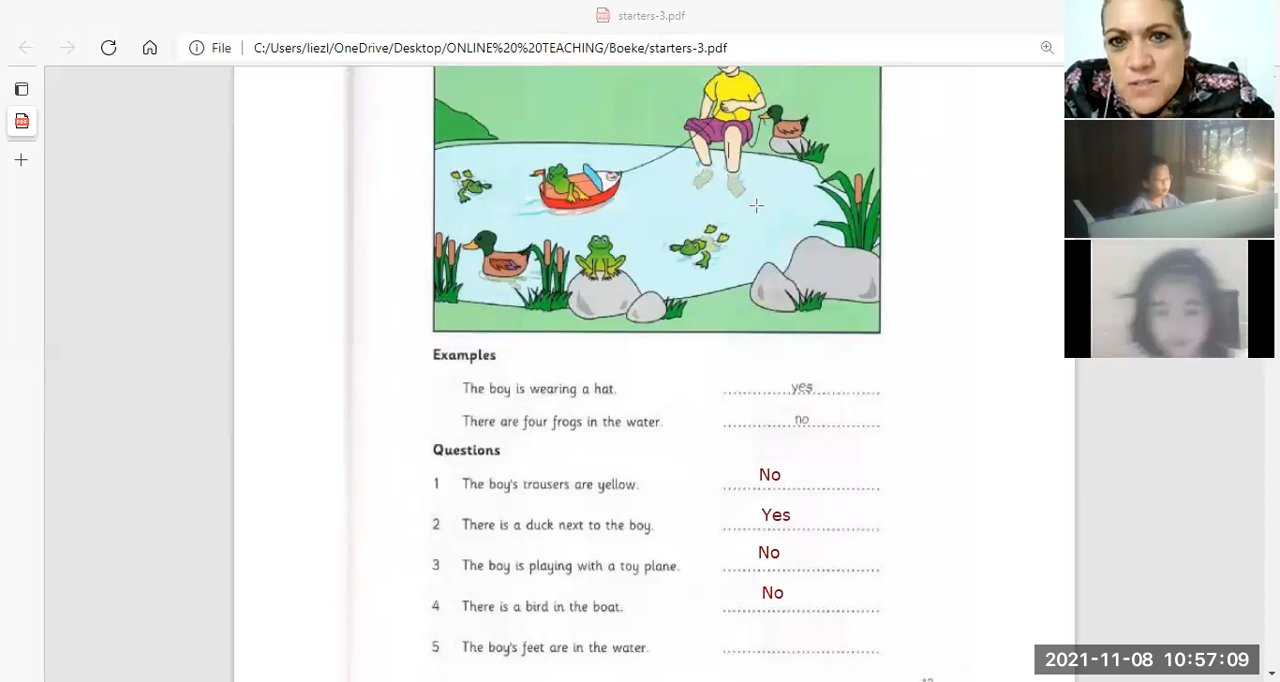 starters-3.pdf
File C:/Users/liezl/OneDrive/Desktop/ONLINE%20%20TEACHING/Boeke/starters-3.pdf
Examples
The boy is wearing a hat. yes
There are four frogs in the water. no
Questions
1 The boy's trousers are yellow. No
2 There is a duck next to the boy. Yes
3 The boy is playing with a toy plane. No
4 There is a bird in the boat. No
5 The boy's feet are in the water.
2021-11-08 10:57:09